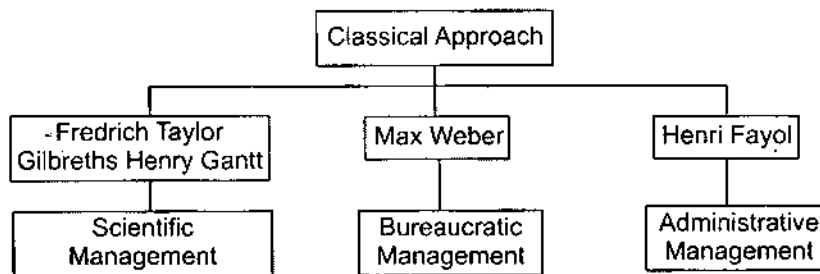 Classical Approach
Fredrich Taylor
Gilbreths Henry Gantt
Max Weber
Henri Fayol
Scientific
Management
Bureaucratic
Management
Administrative
Management